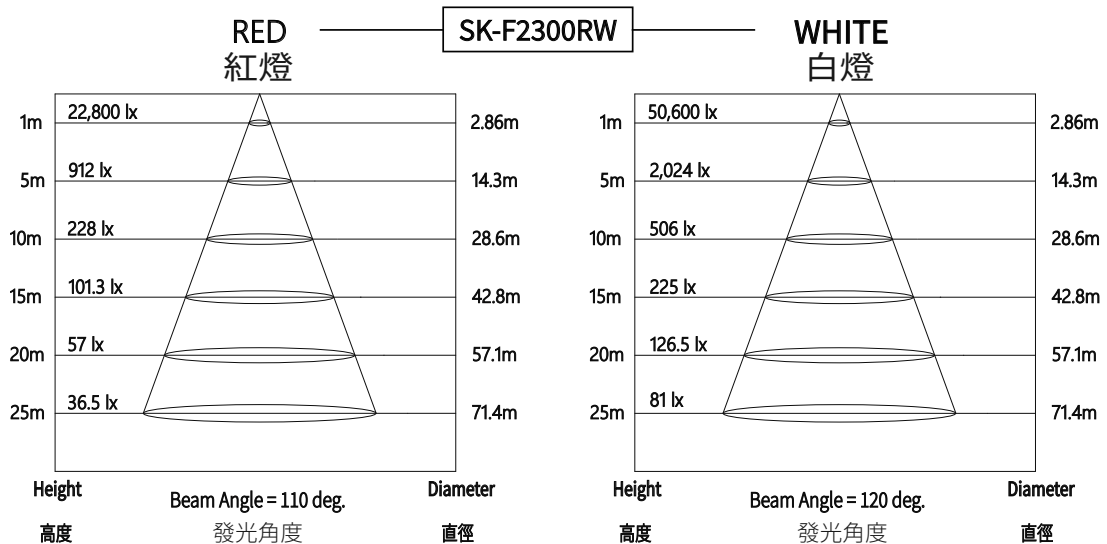 SK-F2300RW
RED
紅燈
22,800 lx
1m
2.86m
912 lx
5m
14.3m
228 lx
10m
28.6m
101.3 lx
15m
42.8m
57 lx
20m
57.1m
36.5 lx
25m
71.4m
Height
Beam Angle = 110 deg.
Diameter
高度
發光角度
直徑
WHITE
白燈
50,600 lx
1m
2.86m
2,024 lx
5m
14.3m
506 lx
10m
28.6m
225 lx
15m
42.8m
126.5 lx
20m
57.1m
81 lx
25m
71.4m
Height
Beam Angle = 120 deg.
Diameter
高度
發光角度
直徑